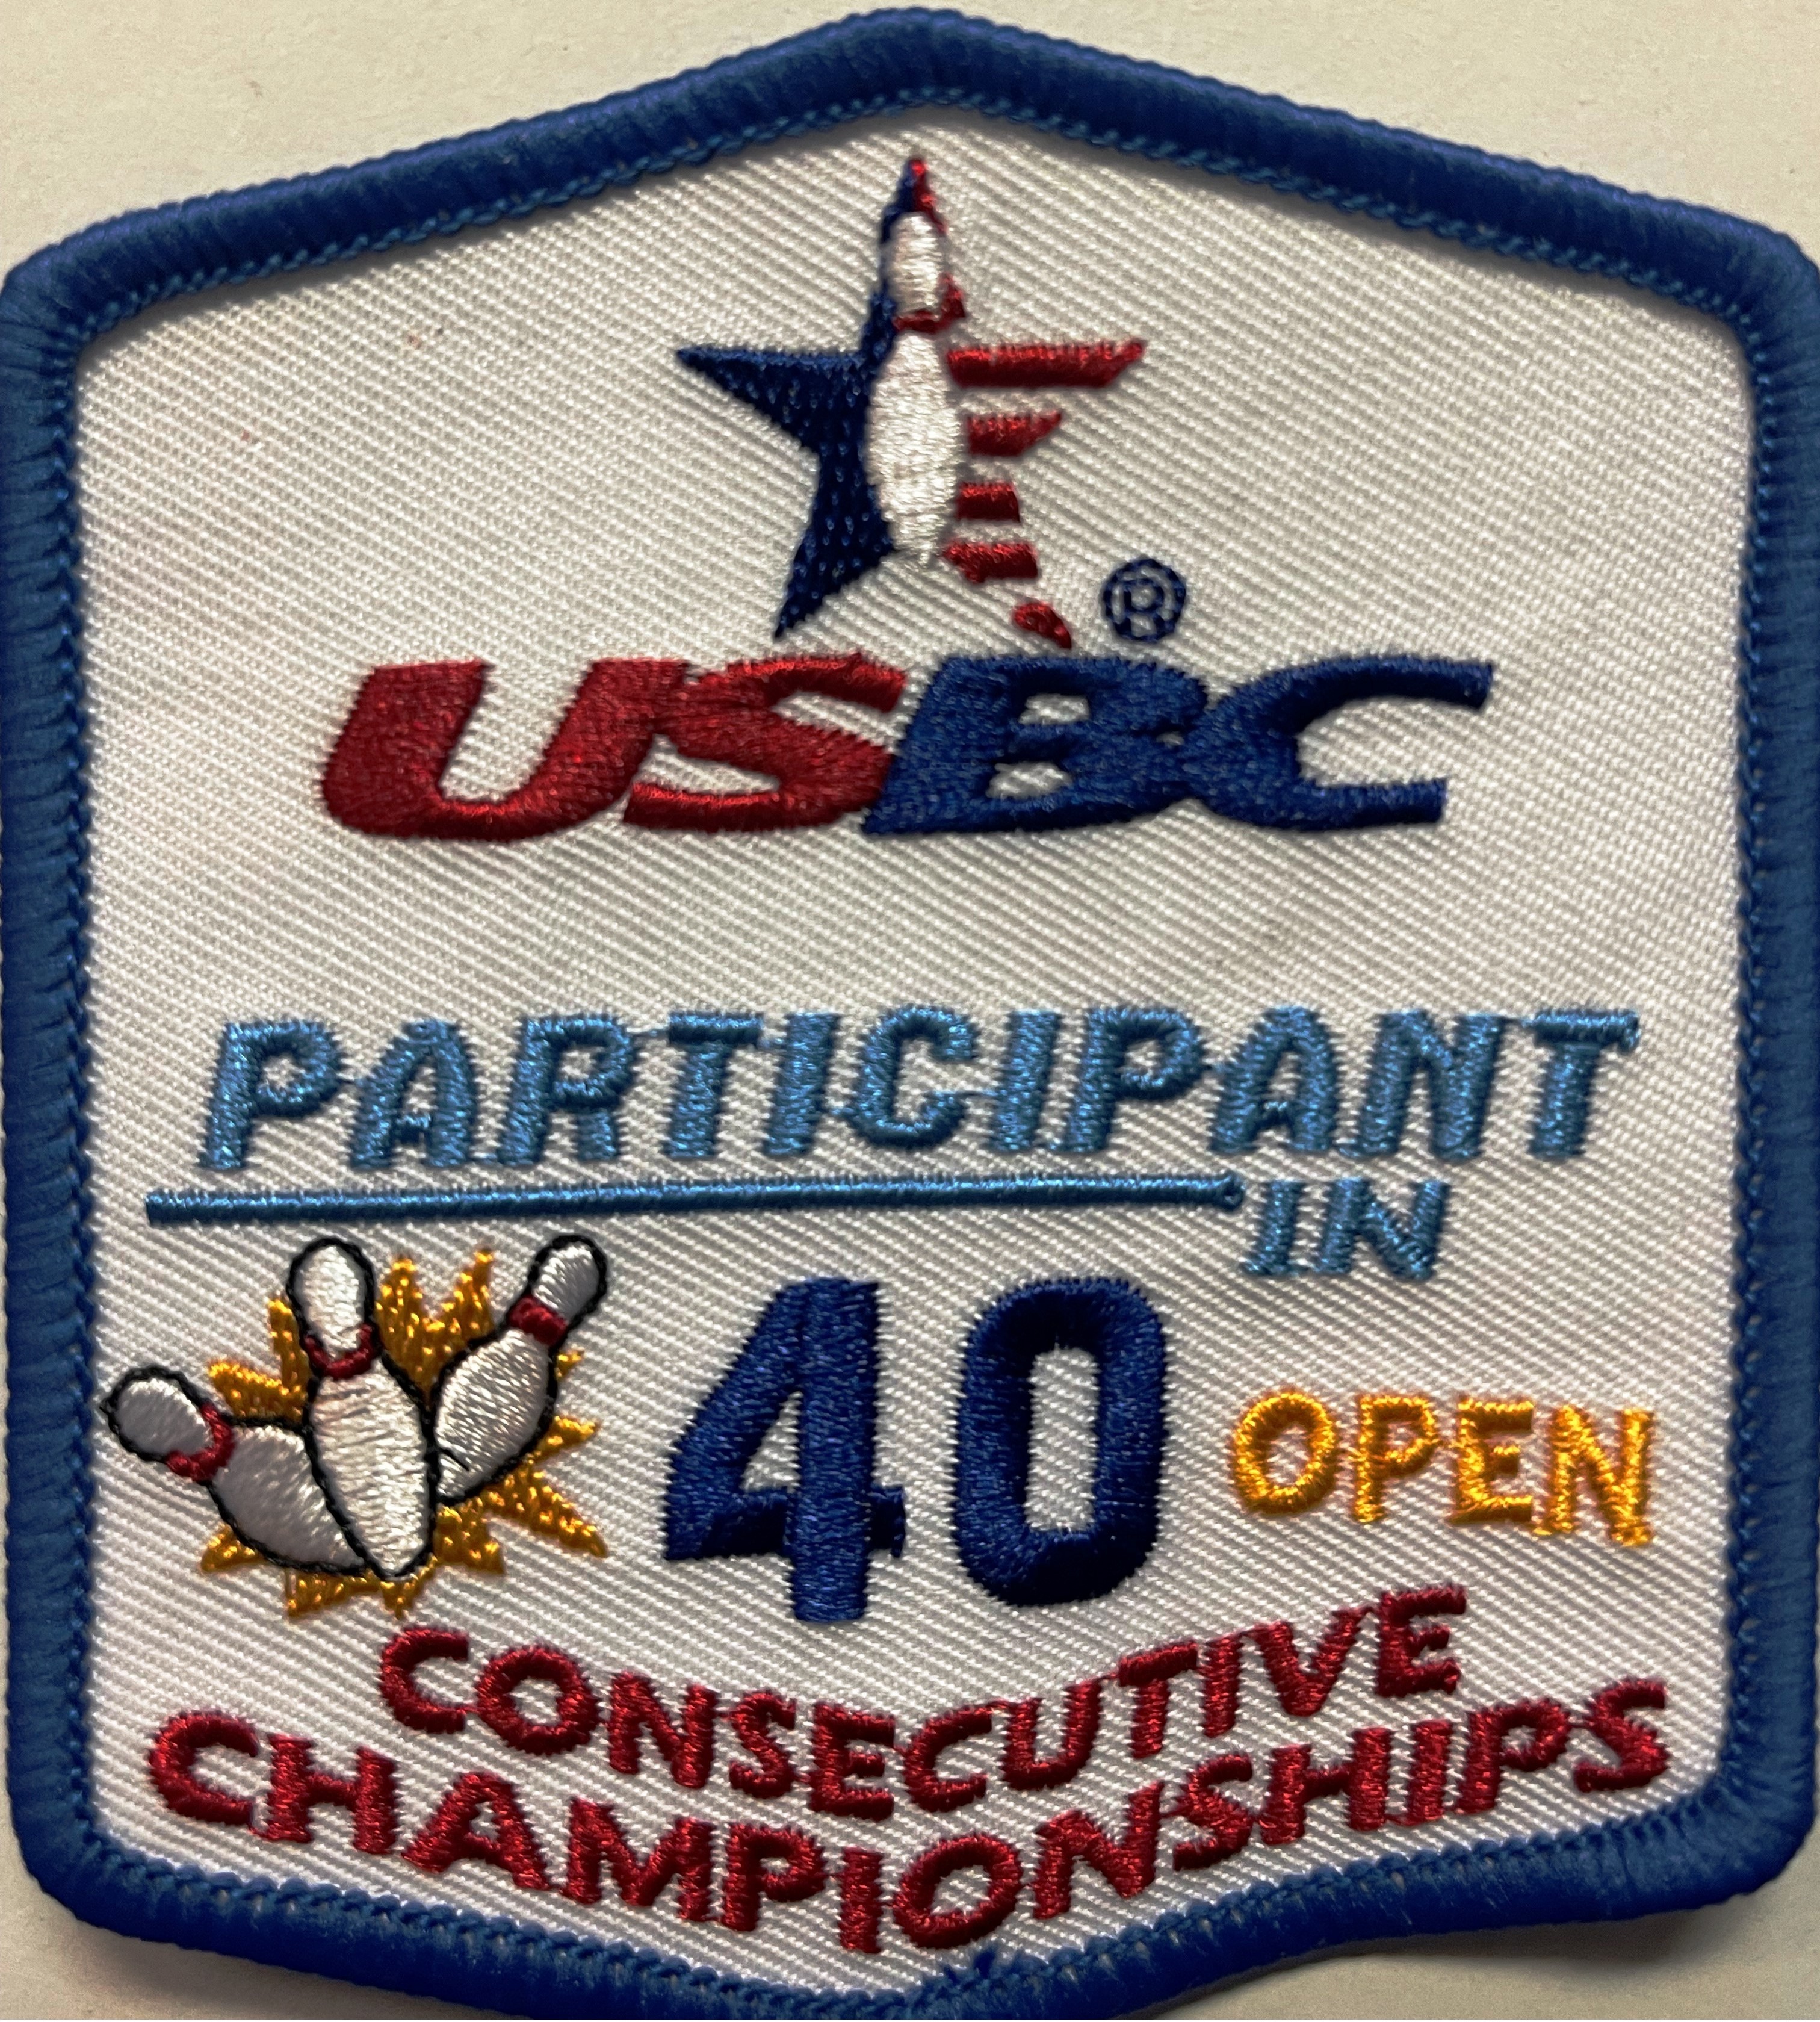 ®
USBC
PARTICIPANT
IN
40 OPEN
CONSECUTIVE
CHAMPIONSHIPS